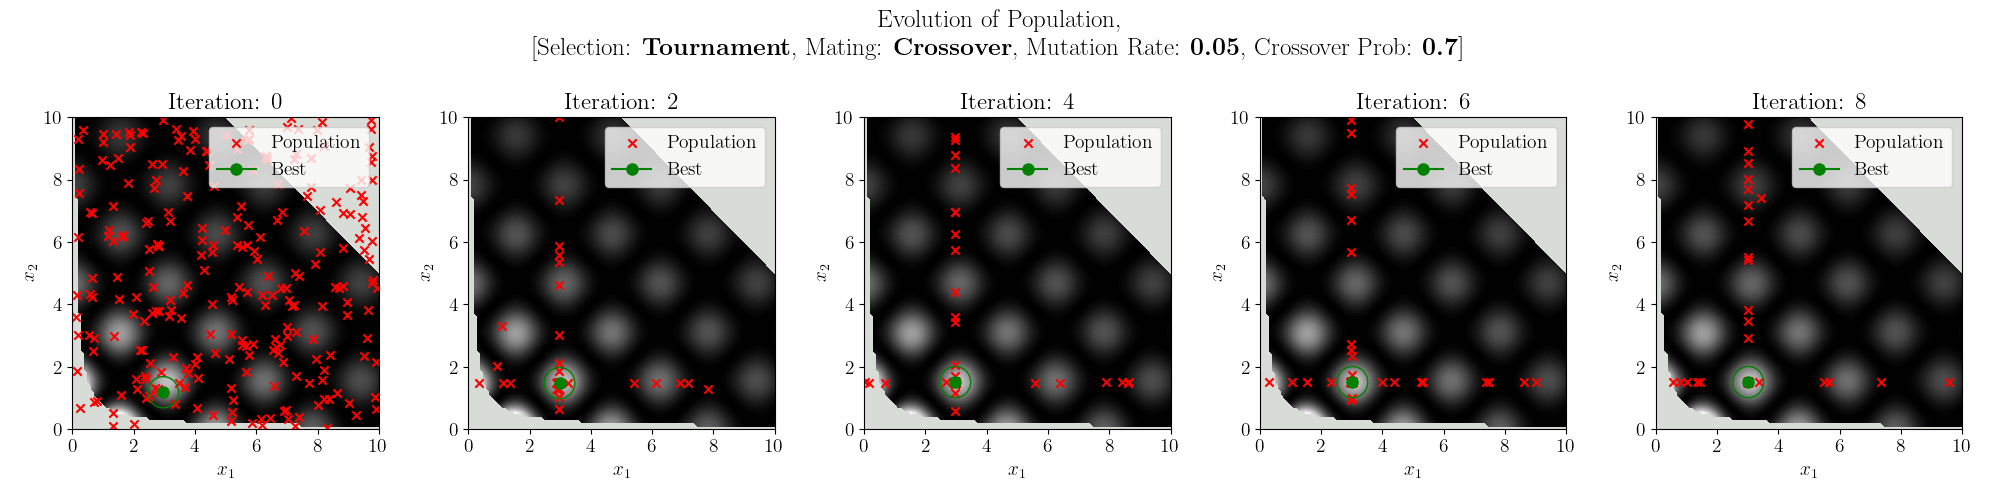 Evolution of Population,
[Selection: Tournament, Mating: Crossover, Mutation Rate: 0.05, Crossover Prob: 0.7]
Iteration: 0
10
8
6
4
2
0
x2
0 2 4 6 8 10
x1
Population
Best
Iteration: 2
10
8
6
4
2
0
x2
0 2 4 6 8 10
x1
Population
Best
Iteration: 4
10
8
6
4
2
0
x2
0 2 4 6 8 10
x1
Population
Best
Iteration: 6
10
8
6
4
2
0
x2
0 2 4 6 8 10
x1
Population
Best
Iteration: 8
10
8
6
4
2
0
x2
0 2 4 6 8 10
x1
Population
Best